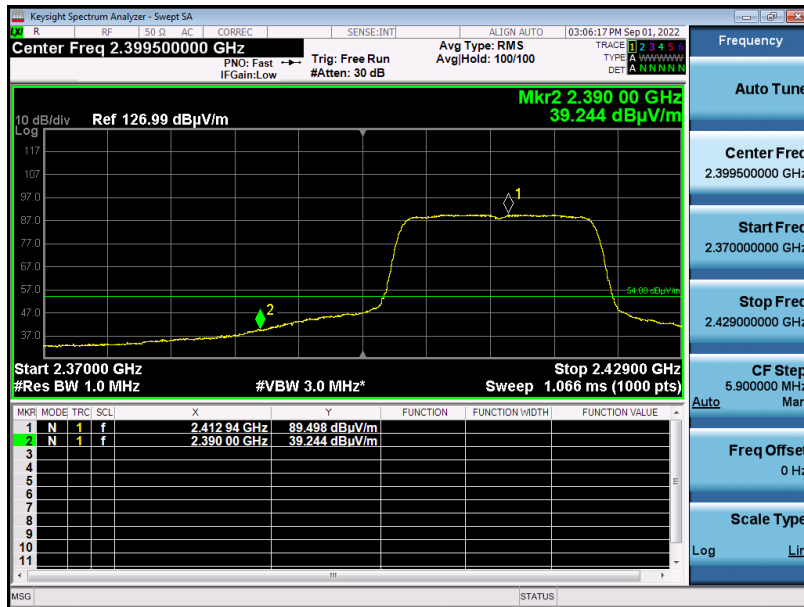 Keysight Spectrum Analyzer - Swept SA
LXI R RF 50 Ω AC CORREC SENSE:INT ALIGN AUTO 03:06:17 PM Sep 01, 2022
Center Freq 2.399500000 GHz
PNO: Fast
IFGain:Low
Trig: Free Run
#Atten: 30 dB
Avg Type: RMS
Avg|Hold: 100/100
TRACE 1 2 3 4 5 6
TYPE A WWWWW
DET A N N N N N
Mkr2 2.390 00 GHz
39.244 dBµV/m
10 dB/div Ref 126.99 dBµV/m
Log
117
107
97.0
87.0
77.0
67.0
57.0
47.0
37.0
1
2
54.00 dBµV/m
Start 2.37000 GHz Stop 2.42900 GHz
#Res BW 1.0 MHz #VBW 3.0 MHz* Sweep 1.066 ms (1000 pts)
MKR MODE TRC SCL X Y FUNCTION FUNCTION WIDTH FUNCTION VALUE
1 N 1 f 2.412 94 GHz 89.498 dBµV/m
2 N 1 f 2.390 00 GHz 39.244 dBµV/m
3
4
5
6
7
8
9
10
11
MSG STATUS
Frequency
Auto Tune
Center Freq
2.399500000 GHz
Start Freq
2.370000000 GHz
Stop Freq
2.429000000 GHz
CF Step
5.900000 MHz
Auto Man
Freq Offset
0 Hz
Scale Type
Log Lin